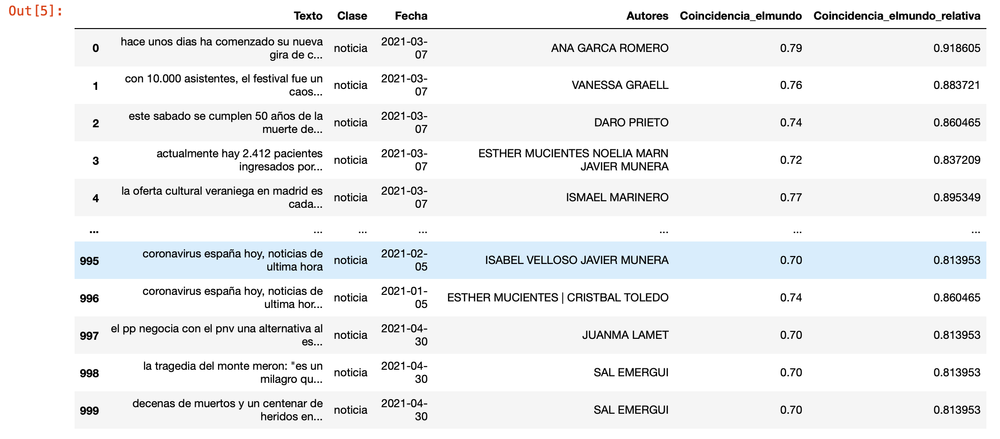 Out[5]:
Texto Clase Fecha Autores Coincidencia_elmundo Coincidencia_elmundo_relativa
0 hace unos dias ha comenzado su nueva gira de c... noticia 2021-03-07 ANA GARCA ROMERO 0.79 0.918605
1 con 10.000 asistentes, el festival fue un caos... noticia 2021-03-07 VANESSA GRAELL 0.76 0.883721
2 este sabado se cumplen 50 años de la muerte de... noticia 2021-03-07 DARO PRIETO 0.74 0.860465
3 actualmente hay 2.412 pacientes ingresados por... noticia 2021-03-07 ESTHER MUCIENTES NOELIA MARN JAVIER MUNERA 0.72 0.837209
4 la oferta cultural veraniega en madrid es cada... noticia 2021-03-07 ISMAEL MARINERO 0.77 0.895349
... ... ... ... ... ... ...
995 coronavirus españa hoy, noticias de ultima hora noticia 2021-02-05 ISABEL VELLOSO JAVIER MUNERA 0.70 0.813953
996 coronavirus españa hoy, noticias de ultima hor... noticia 2021-01-05 ESTHER MUCIENTES | CRISTBAL TOLEDO 0.74 0.860465
997 el pp negocia con el pnv una alternativa al es... noticia 2021-04-30 JUANMA LAMET 0.70 0.813953
998 la tragedia del monte meron: "es un milagro qu... noticia 2021-04-30 SAL EMERGUI 0.70 0.813953
999 decenas de muertos y un centenar de heridos en... noticia 2021-04-30 SAL EMERGUI 0.70 0.813953